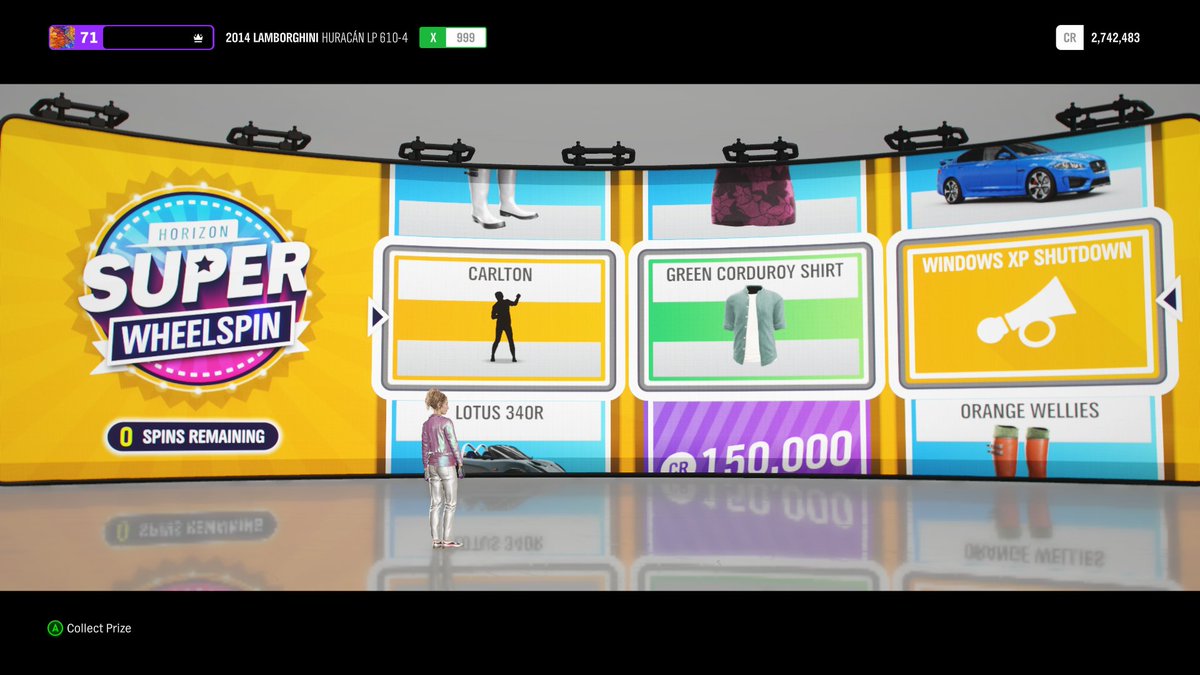 71
2014 LAMBORGHINI HURACÁN LP 610-4
X 999
CR 2,742,483
HORIZON
SUPER
WHEELSPIN
0 SPINS REMAINING
CARLTON
LOTUS 340R
GREEN CORDUROY SHIRT
CR 150,000
WINDOWS XP SHUTDOWN
ORANGE WELLIES
A Collect Prize